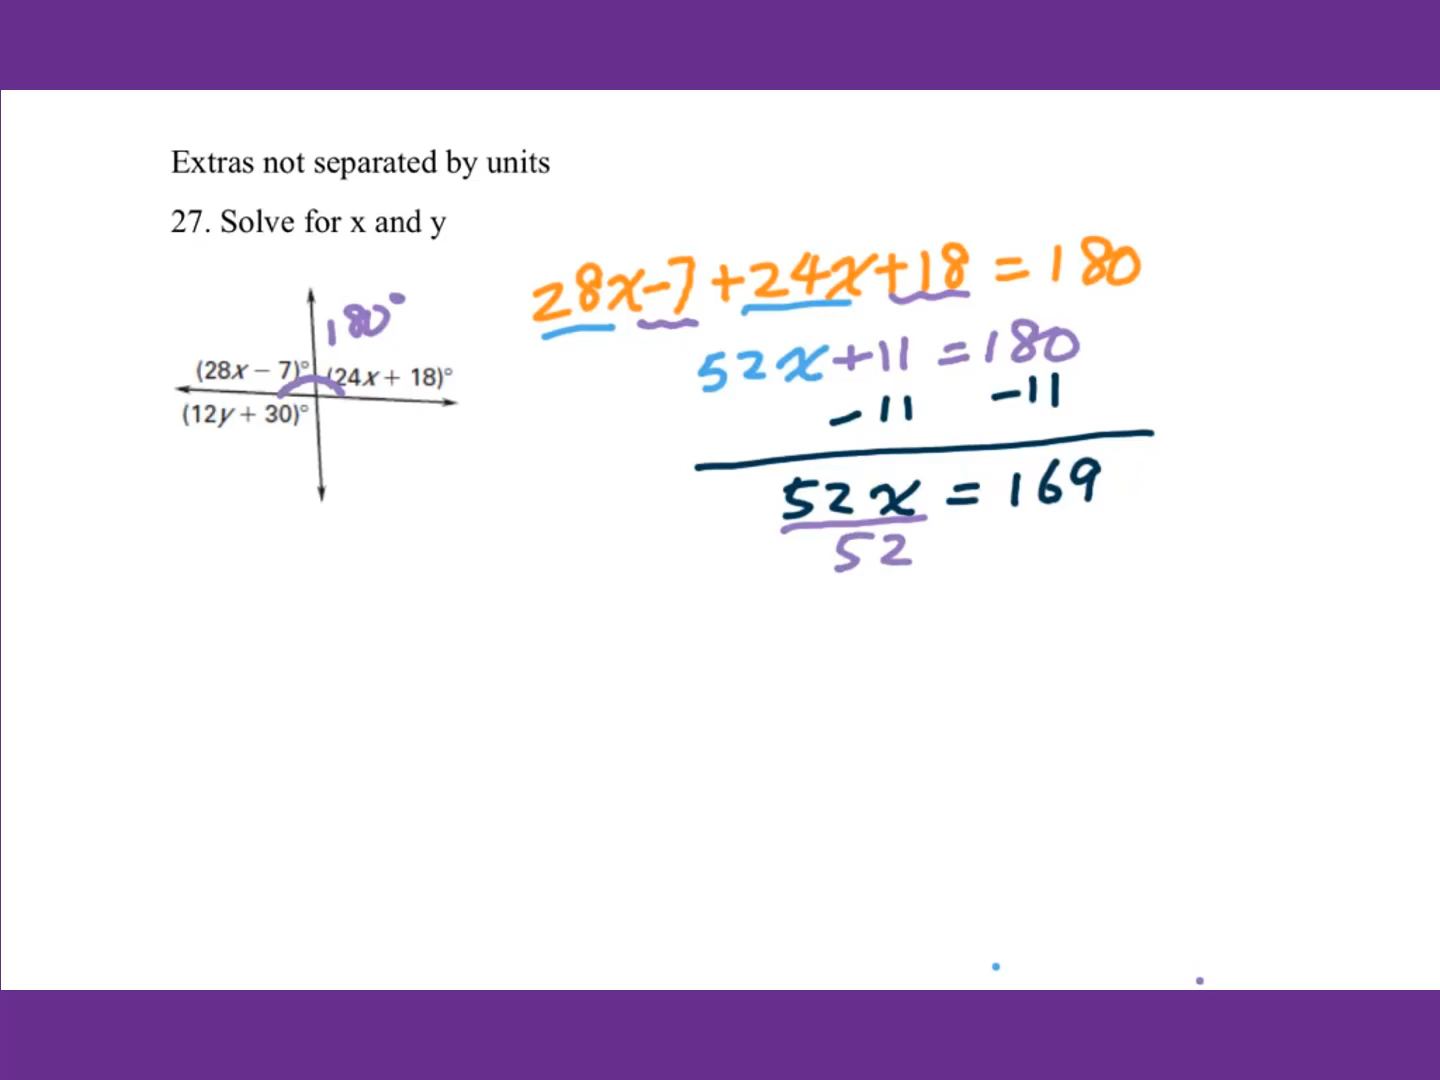 Extras not separated by units
27. Solve for x and y
28x-7+24x+18=180
180°
(28x − 7)° (24x + 18)°
52x+11=180
(12y + 30)°
-11 -11
52x=169
52